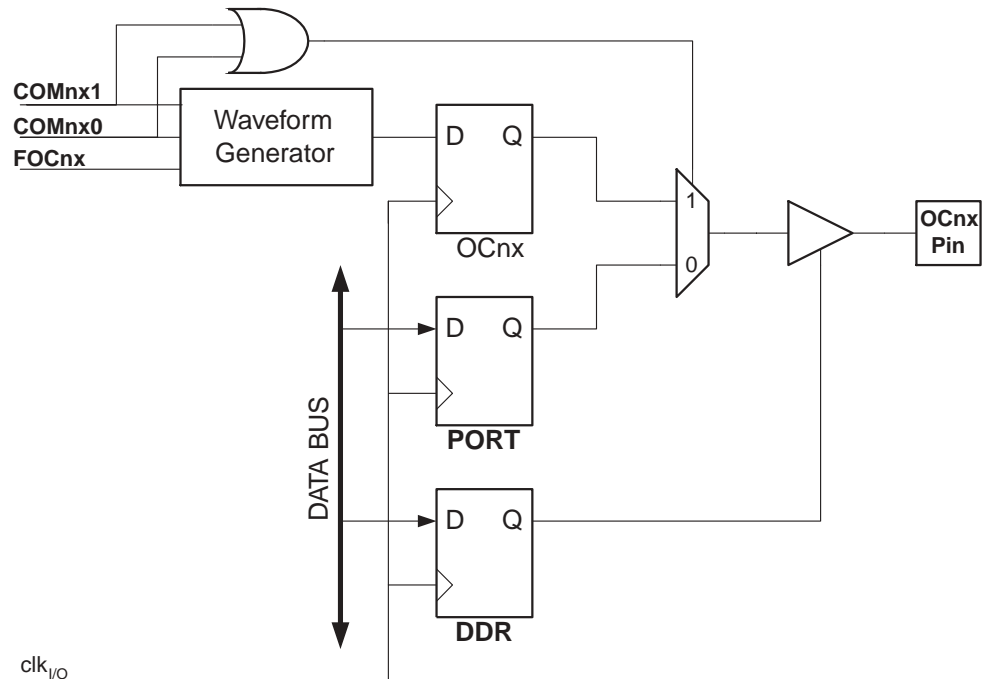 COMnx1
COMnx0
FOCnx
Waveform
Generator
D Q
OCnx
1
0
OCnx
Pin
D Q
PORT
D Q
DDR
DATA BUS
clkI/O